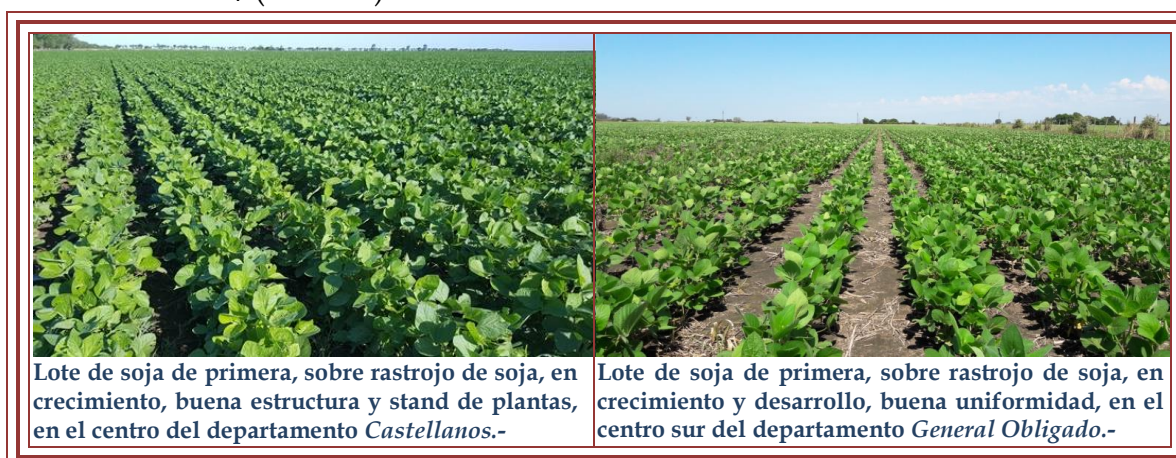 Lote de soja de primera, sobre rastrojo de soja, en
crecimiento, buena estructura y stand de plantas,
en el centro del departamento Castellanos.-
Lote de soja de primera, sobre rastrojo de soja, en
crecimiento y desarrollo, buena uniformidad, en el
centro sur del departamento General Obligado.-